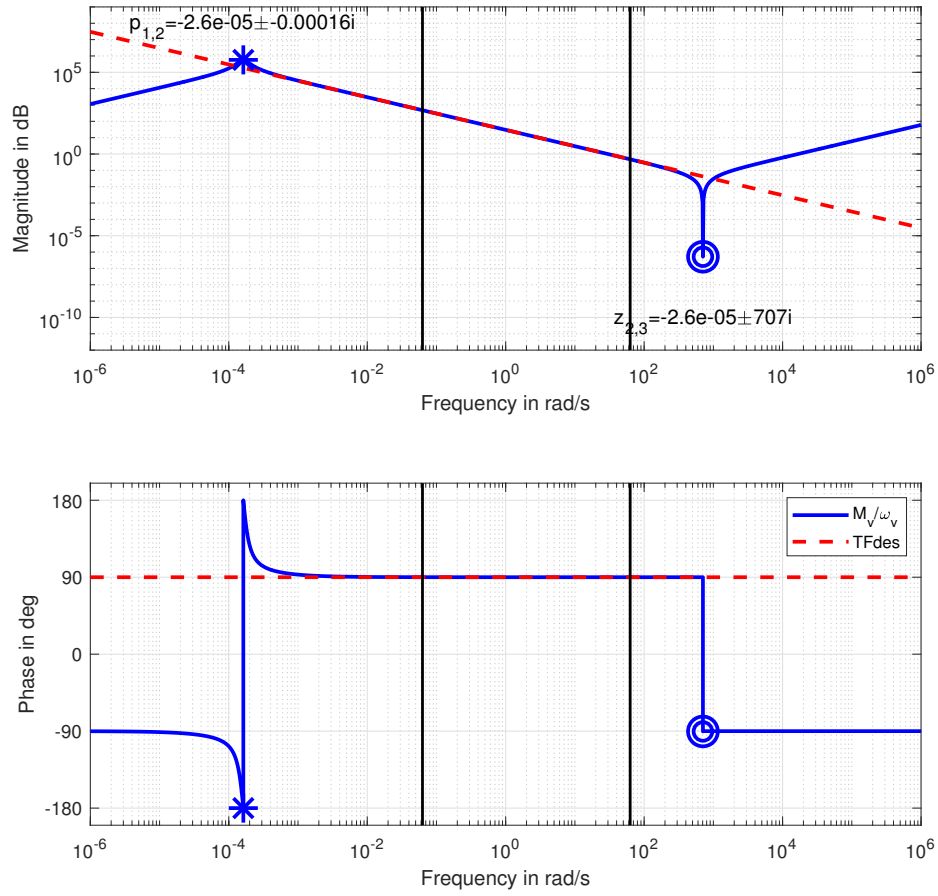 p1,2=-2.6e-05±-0.00016i
10^5
10^0
10^-5
10^-10
Magnitude in dB
z2,3=-2.6e-05±707i
10^-6 10^-4 10^-2 10^0 10^2 10^4 10^6
Frequency in rad/s
180
90
0
-90
-180
Phase in deg
Mv/ωv
TFdes
10^-6 10^-4 10^-2 10^0 10^2 10^4 10^6
Frequency in rad/s